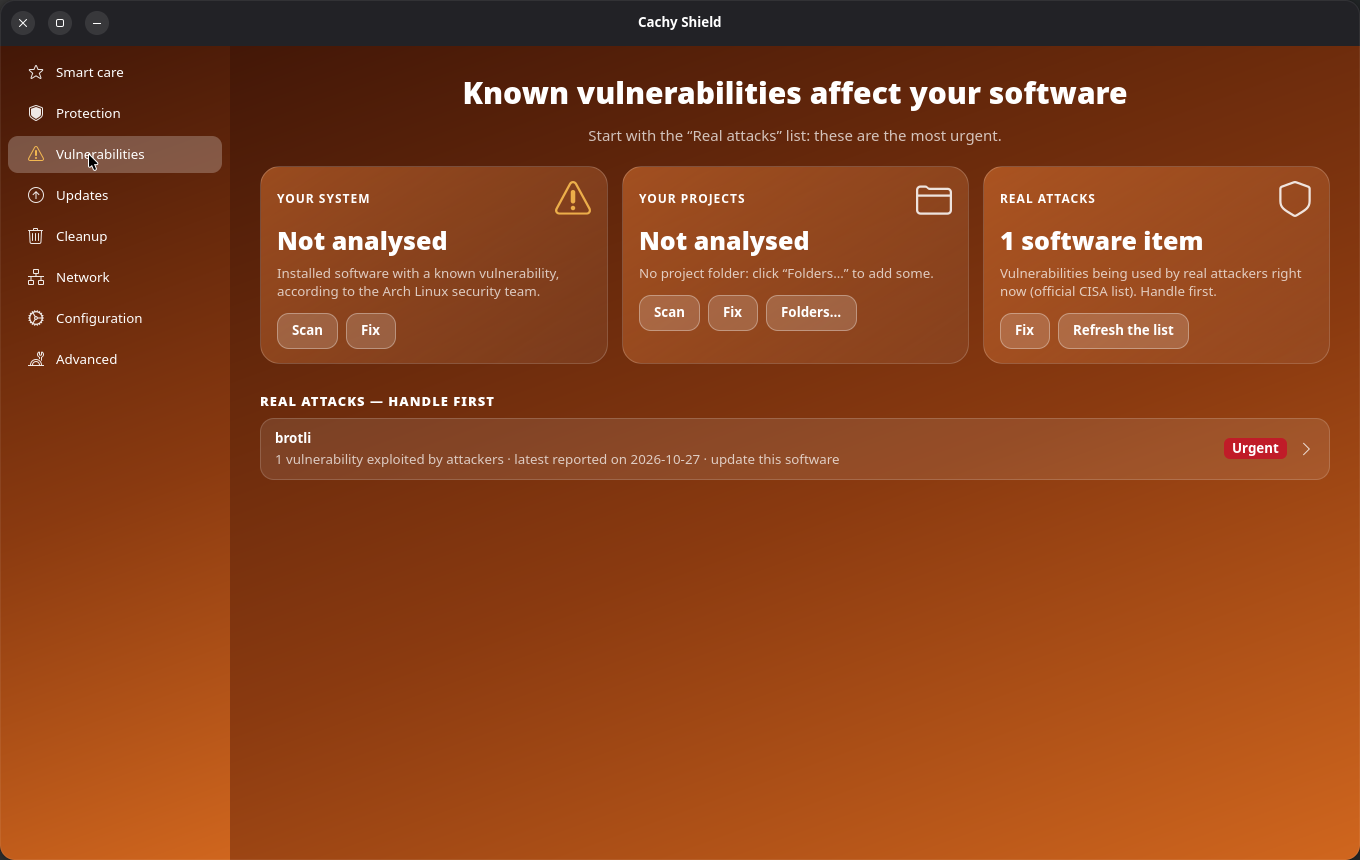 Cachy Shield
Smart care
Protection
Vulnerabilities
Updates
Cleanup
Network
Configuration
Advanced
Known vulnerabilities affect your software
Start with the “Real attacks” list: these are the most urgent.
YOUR SYSTEM
Not analysed
Installed software with a known vulnerability,
according to the Arch Linux security team.
Scan
Fix
YOUR PROJECTS
Not analysed
No project folder: click “Folders…” to add some.
Scan
Fix
Folders…
REAL ATTACKS
1 software item
Vulnerabilities being used by real attackers right
now (official CISA list). Handle first.
Fix
Refresh the list
REAL ATTACKS — HANDLE FIRST
brotli
1 vulnerability exploited by attackers · latest reported on 2026-10-27 · update this software
Urgent